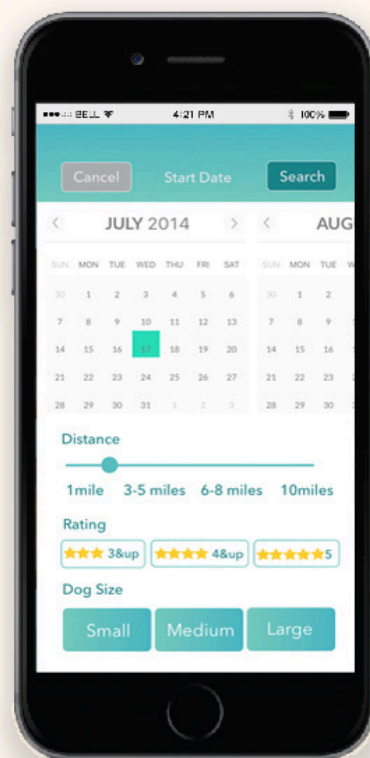 BELL 4:21 PM 100%
Cancel Start Date Search
< JULY 2014 > < AUG
SUN MON TUE WED THU FRI SAT SUN MON TUE W
30 1 2 3 4 5 6 30 1 2
7 8 9 10 11 12 13 7 8 9
14 15 16 17 18 19 20 14 15 16
21 22 23 24 25 26 27 21 22 23
28 29 30 31 1 2 3 28 29 30
Distance
1mile 3-5 miles 6-8 miles 10miles
Rating
★★★ 3&up ★★★★ 4&up ★★★★★5
Dog Size
Small Medium Large